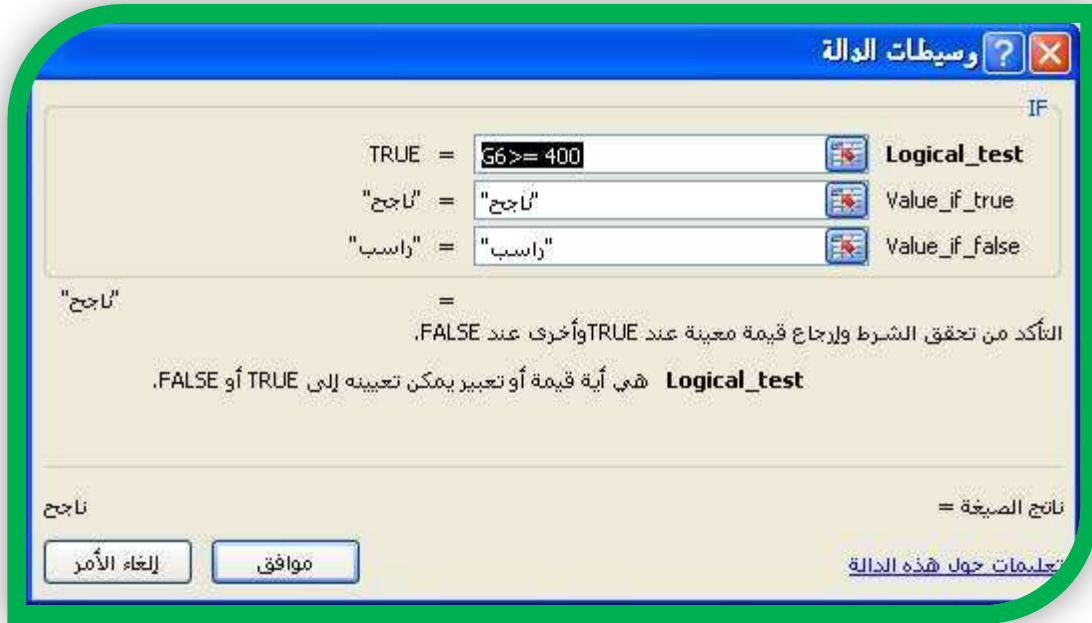 وسيطات الدالة
IF
Logical_test G6>= 400 = TRUE
Value_if_true "ناجح" = "ناجح"
Value_if_false "راسب" = "راسب"
= "ناجح"
التأكد من تحقق الشرط وإرجاع قيمة معينة عند TRUEوأخرى عند FALSE.
Logical_test هي أية قيمة أو تعبير يمكن تعيينه إلى TRUE أو FALSE.
ناتج الصيغة = ناجح
تعليمات حول هذه الدالة موافق إلغاء الأمر